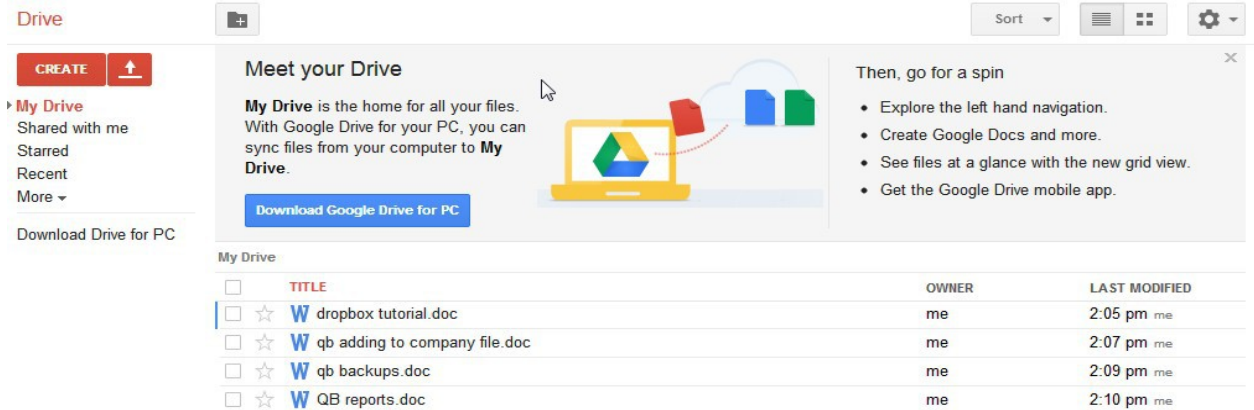 Drive
Sort
CREATE
My Drive
Shared with me
Starred
Recent
More
Download Drive for PC
Meet your Drive
My Drive is the home for all your files.
With Google Drive for your PC, you can
sync files from your computer to My
Drive.
Download Google Drive for PC
Then, go for a spin
• Explore the left hand navigation.
• Create Google Docs and more.
• See files at a glance with the new grid view.
• Get the Google Drive mobile app.
My Drive
TITLE OWNER LAST MODIFIED
W dropbox tutorial.doc me 2:05 pm me
W qb adding to company file.doc me 2:07 pm me
W qb backups.doc me 2:09 pm me
W QB reports.doc me 2:10 pm me